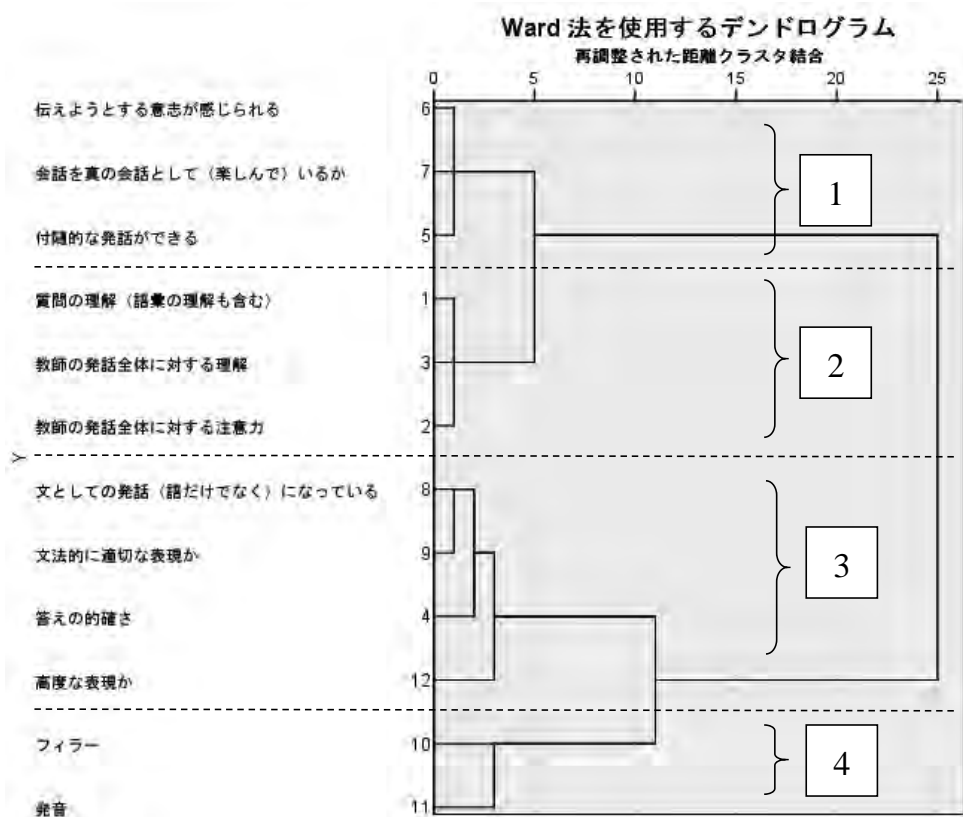 Ward 法を使用するデンドログラム
再調整された距離クラスタ結合
0 5 10 15 20 25
伝えようとする意志が感じられる 6
会話を真の会話として（楽しんで）いるか 7
1
付随的な発話ができる 5
質問の理解（語彙の理解も含む） 1
教師の発話全体に対する理解 3
2
教師の発話全体に対する注意力 2
Y
文としての発話（語だけでなく）になっている 8
文法的に適切な表現か 9
3
答えの的確さ 4
高度な表現か 12
フィラー 10
4
発音 11